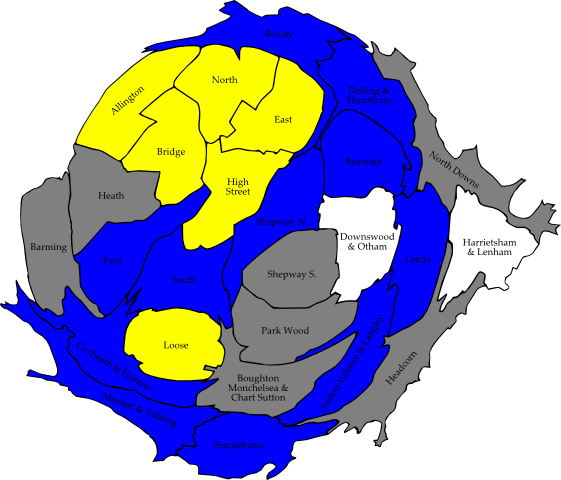 Boxley
North
Detling &
Thurnham
Allington
East
Bridge
Bearsted
North Downs
High
Street
Heath
Shepway N.
Barming
Downswood
& Otham
Harrietsham
& Lenham
Fant
South
Shepway S.
Leeds
Park Wood
Loose
Coxheath & Hunton
Sutton Valence & Langley
Headcorn
Boughton
Monchelsea &
Chart Sutton
Marden & Yalding
Staplehurst